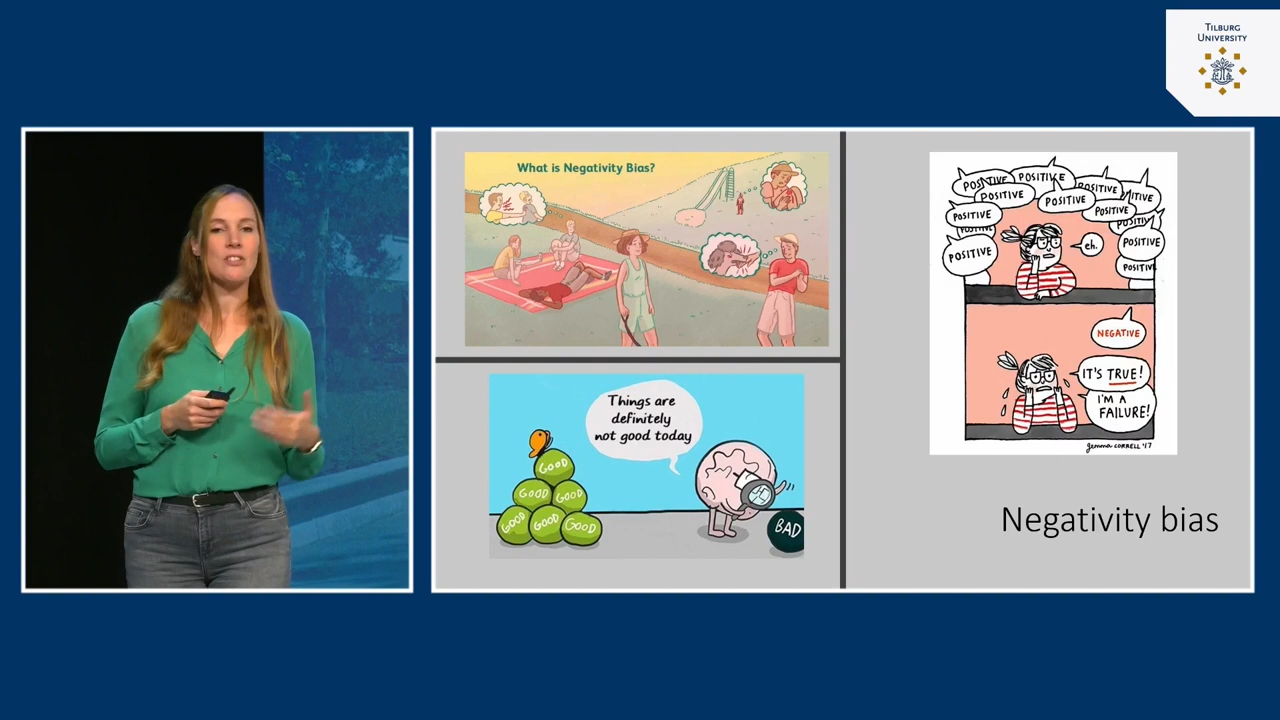 TILBURG
UNIVERSITY
What is Negativity Bias?
Things are
definitely
not good today
GOOD
GOOD
GOOD
GOOD
GOOD
GOOD
BAD
POSITIVE
POSITIVE
POSITIVE
POSITIVE
POSITIVE
POSITIVE
POSITIVE
POSITIVE
POSITIVE
POSITIVE
eh.
NEGATIVE
IT'S TRUE!
I'M A
FAILURE!
gemma CORRELL '17
Negativity bias